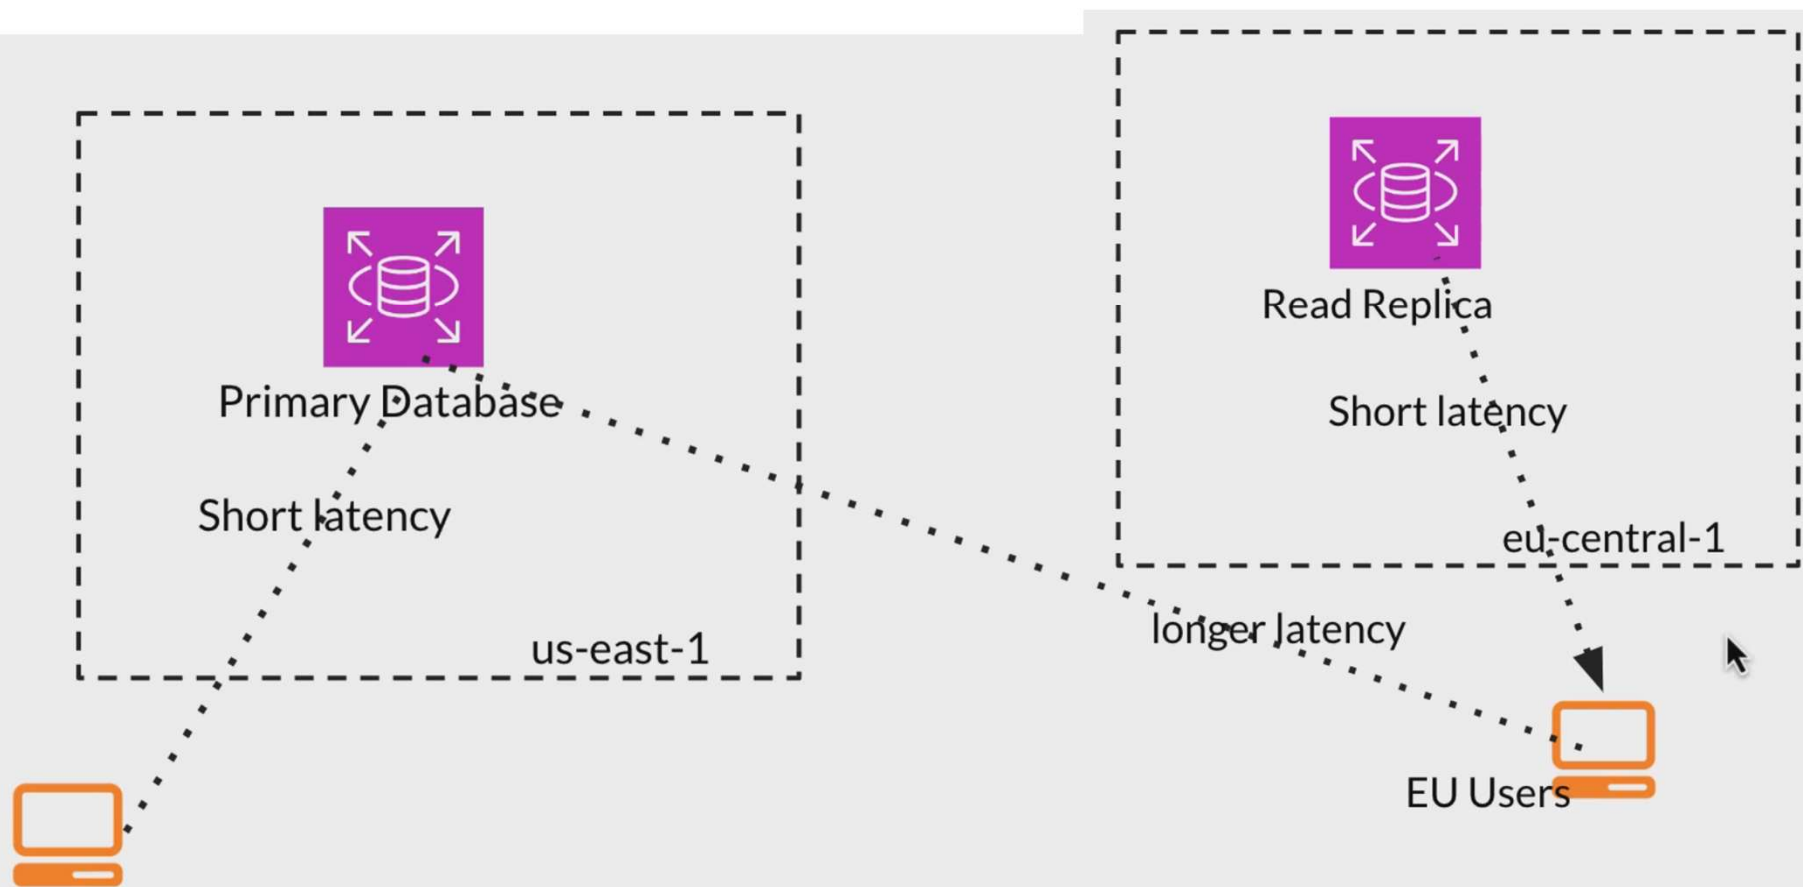 Primary Database
Short latency
us-east-1
Read Replica
Short latency
eu-central-1
longer latency
EU Users